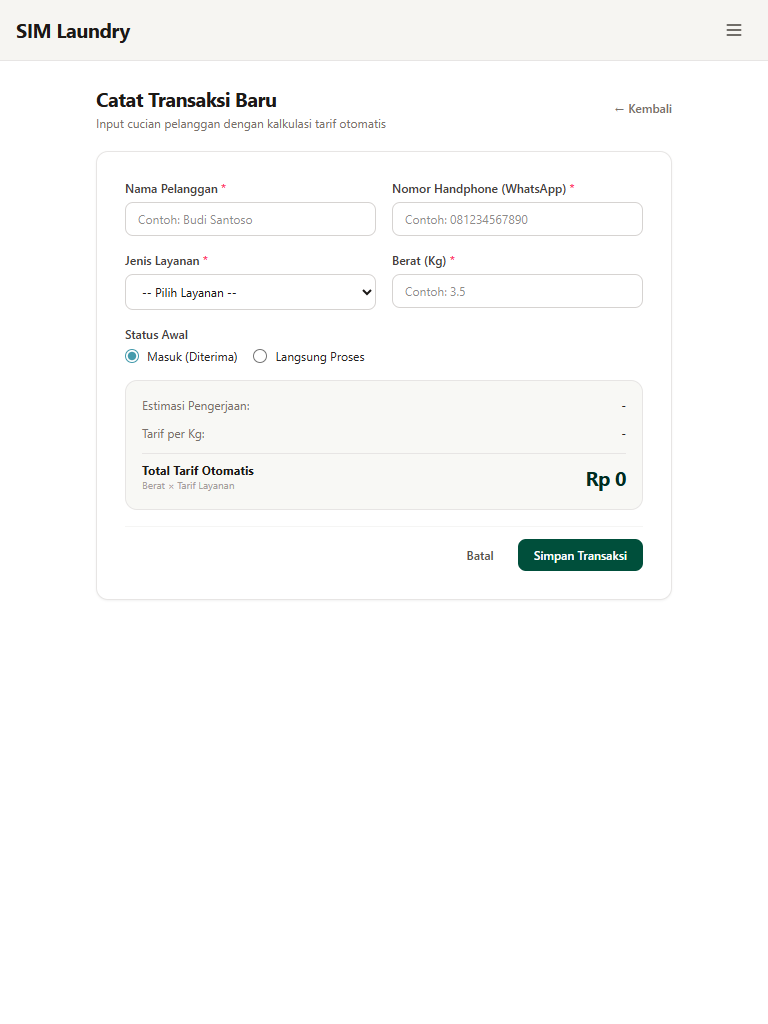 SIM Laundry
Catat Transaksi Baru
Input cucian pelanggan dengan kalkulasi tarif otomatis
← Kembali
Nama Pelanggan *
Contoh: Budi Santoso
Nomor Handphone (WhatsApp) *
Contoh: 081234567890
Jenis Layanan *
-- Pilih Layanan --
Berat (Kg) *
Contoh: 3.5
Status Awal
Masuk (Diterima)
Langsung Proses
Estimasi Pengerjaan:
-
Tarif per Kg:
-
Total Tarif Otomatis
Berat × Tarif Layanan
Rp 0
Batal
Simpan Transaksi